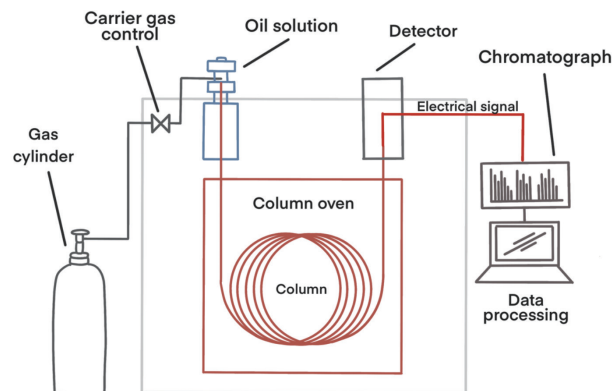 Carrier gas
control
Oil solution
Detector
Chromatograph
Electrical signal
Gas
cylinder
Column oven
Column
Data
processing